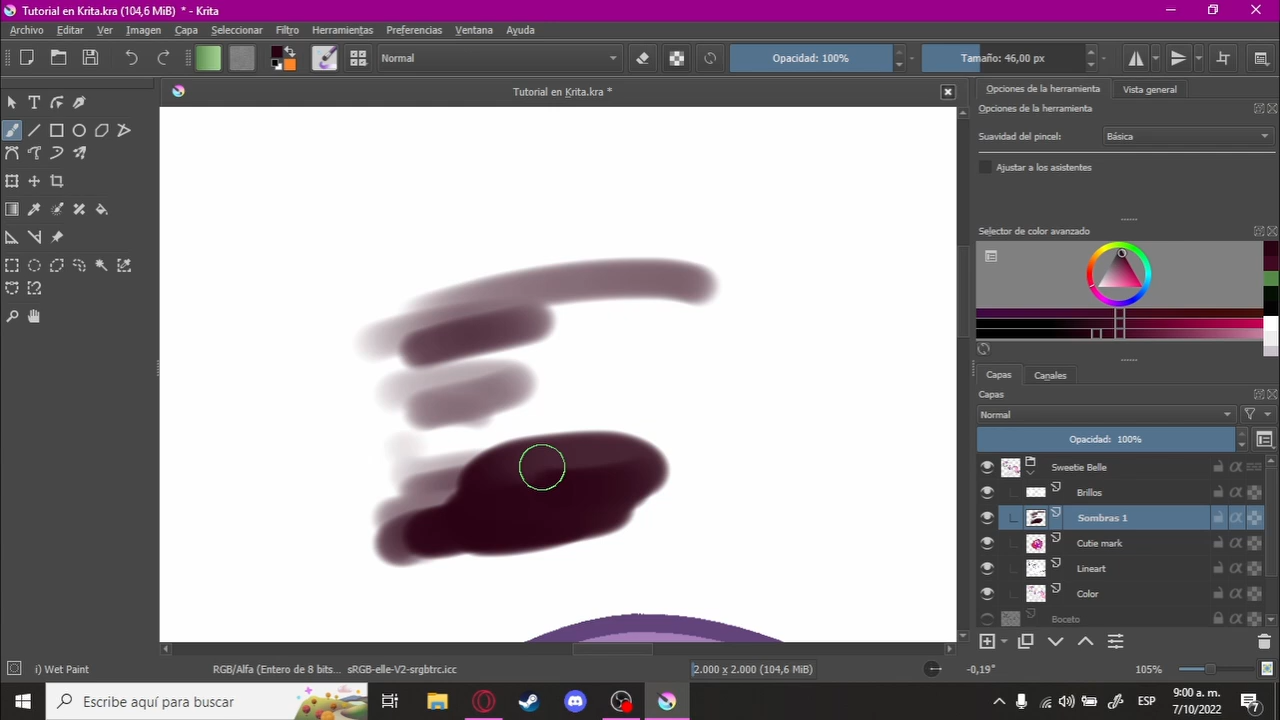 Tutorial en Krita.kra (104,6 MiB) * - Krita
Archivo Editar Ver Imagen Capa Seleccionar Filtro Herramientas Preferencias Ventana Ayuda
Normal
Opacidad: 100%
Tamaño: 46,00 px
Tutorial en Krita.kra *
Opciones de la herramienta
Vista general
Opciones de la herramienta
Suavidad del pincel:
Básica
Ajustar a los asistentes
Selector de color avanzado
Capas
Canales
Capas
Normal
Opacidad: 100%
Sweetie Belle
Brillos
Sombras 1
Cutie mark
Lineart
Color
Boceto
i) Wet Paint
RGB/Alfa (Entero de 8 bits... sRGB-elle-V2-srgbtrc.icc
2.000 x 2.000 (104,6 MiB)
-0,19°
105%
Escribe aquí para buscar
ESP
9:00 a. m.
7/10/2022
7